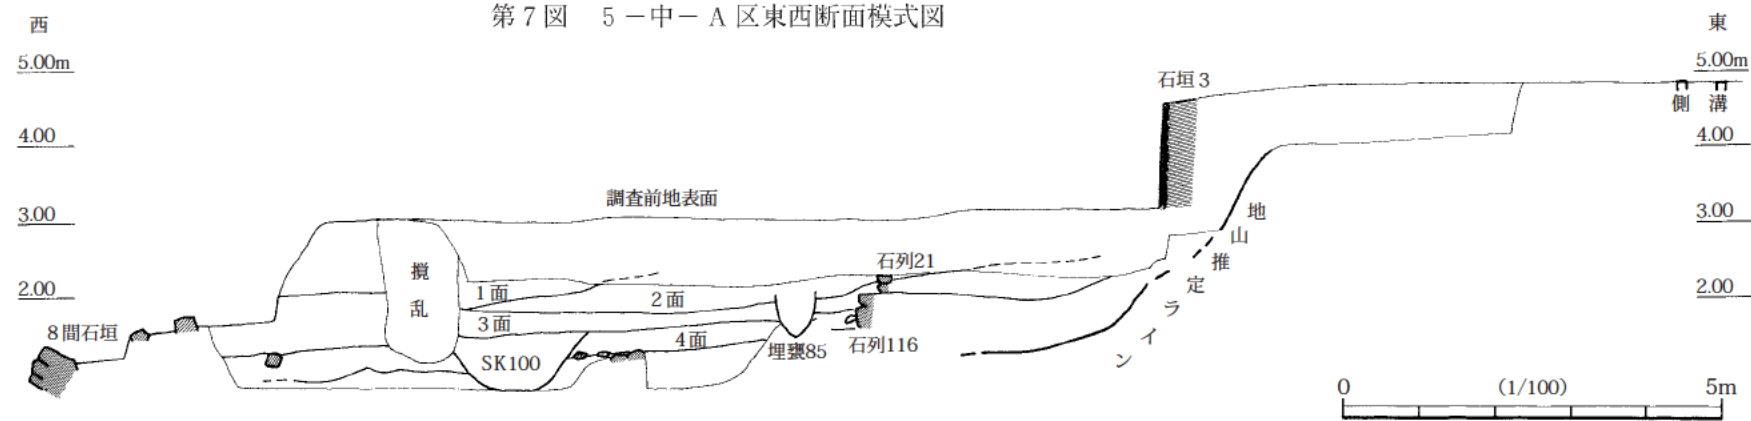 第７図　５－中－Ａ区東西断面模式図
西
東
5.00m
5.00m
石垣３
側溝
4.00
4.00
調査前地表面
3.00
3.00
地山推定ライン
攪乱
石列21
2.00
2.00
１面
２面
８間石垣
３面
４面
SK100
埋甕85
石列116
0
(1/100)
5m